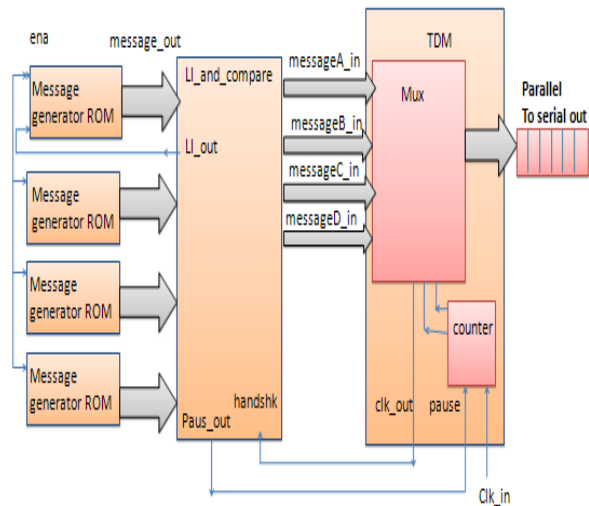 ena
message_out
Message
generator ROM
Message
generator ROM
Message
generator ROM
Message
generator ROM
LI_and_compare
LI_out
handshk
Paus_out
messageA_in
messageB_in
messageC_in
messageD_in
TDM
Mux
counter
clk_out
pause
Clk_in
Parallel
To serial out